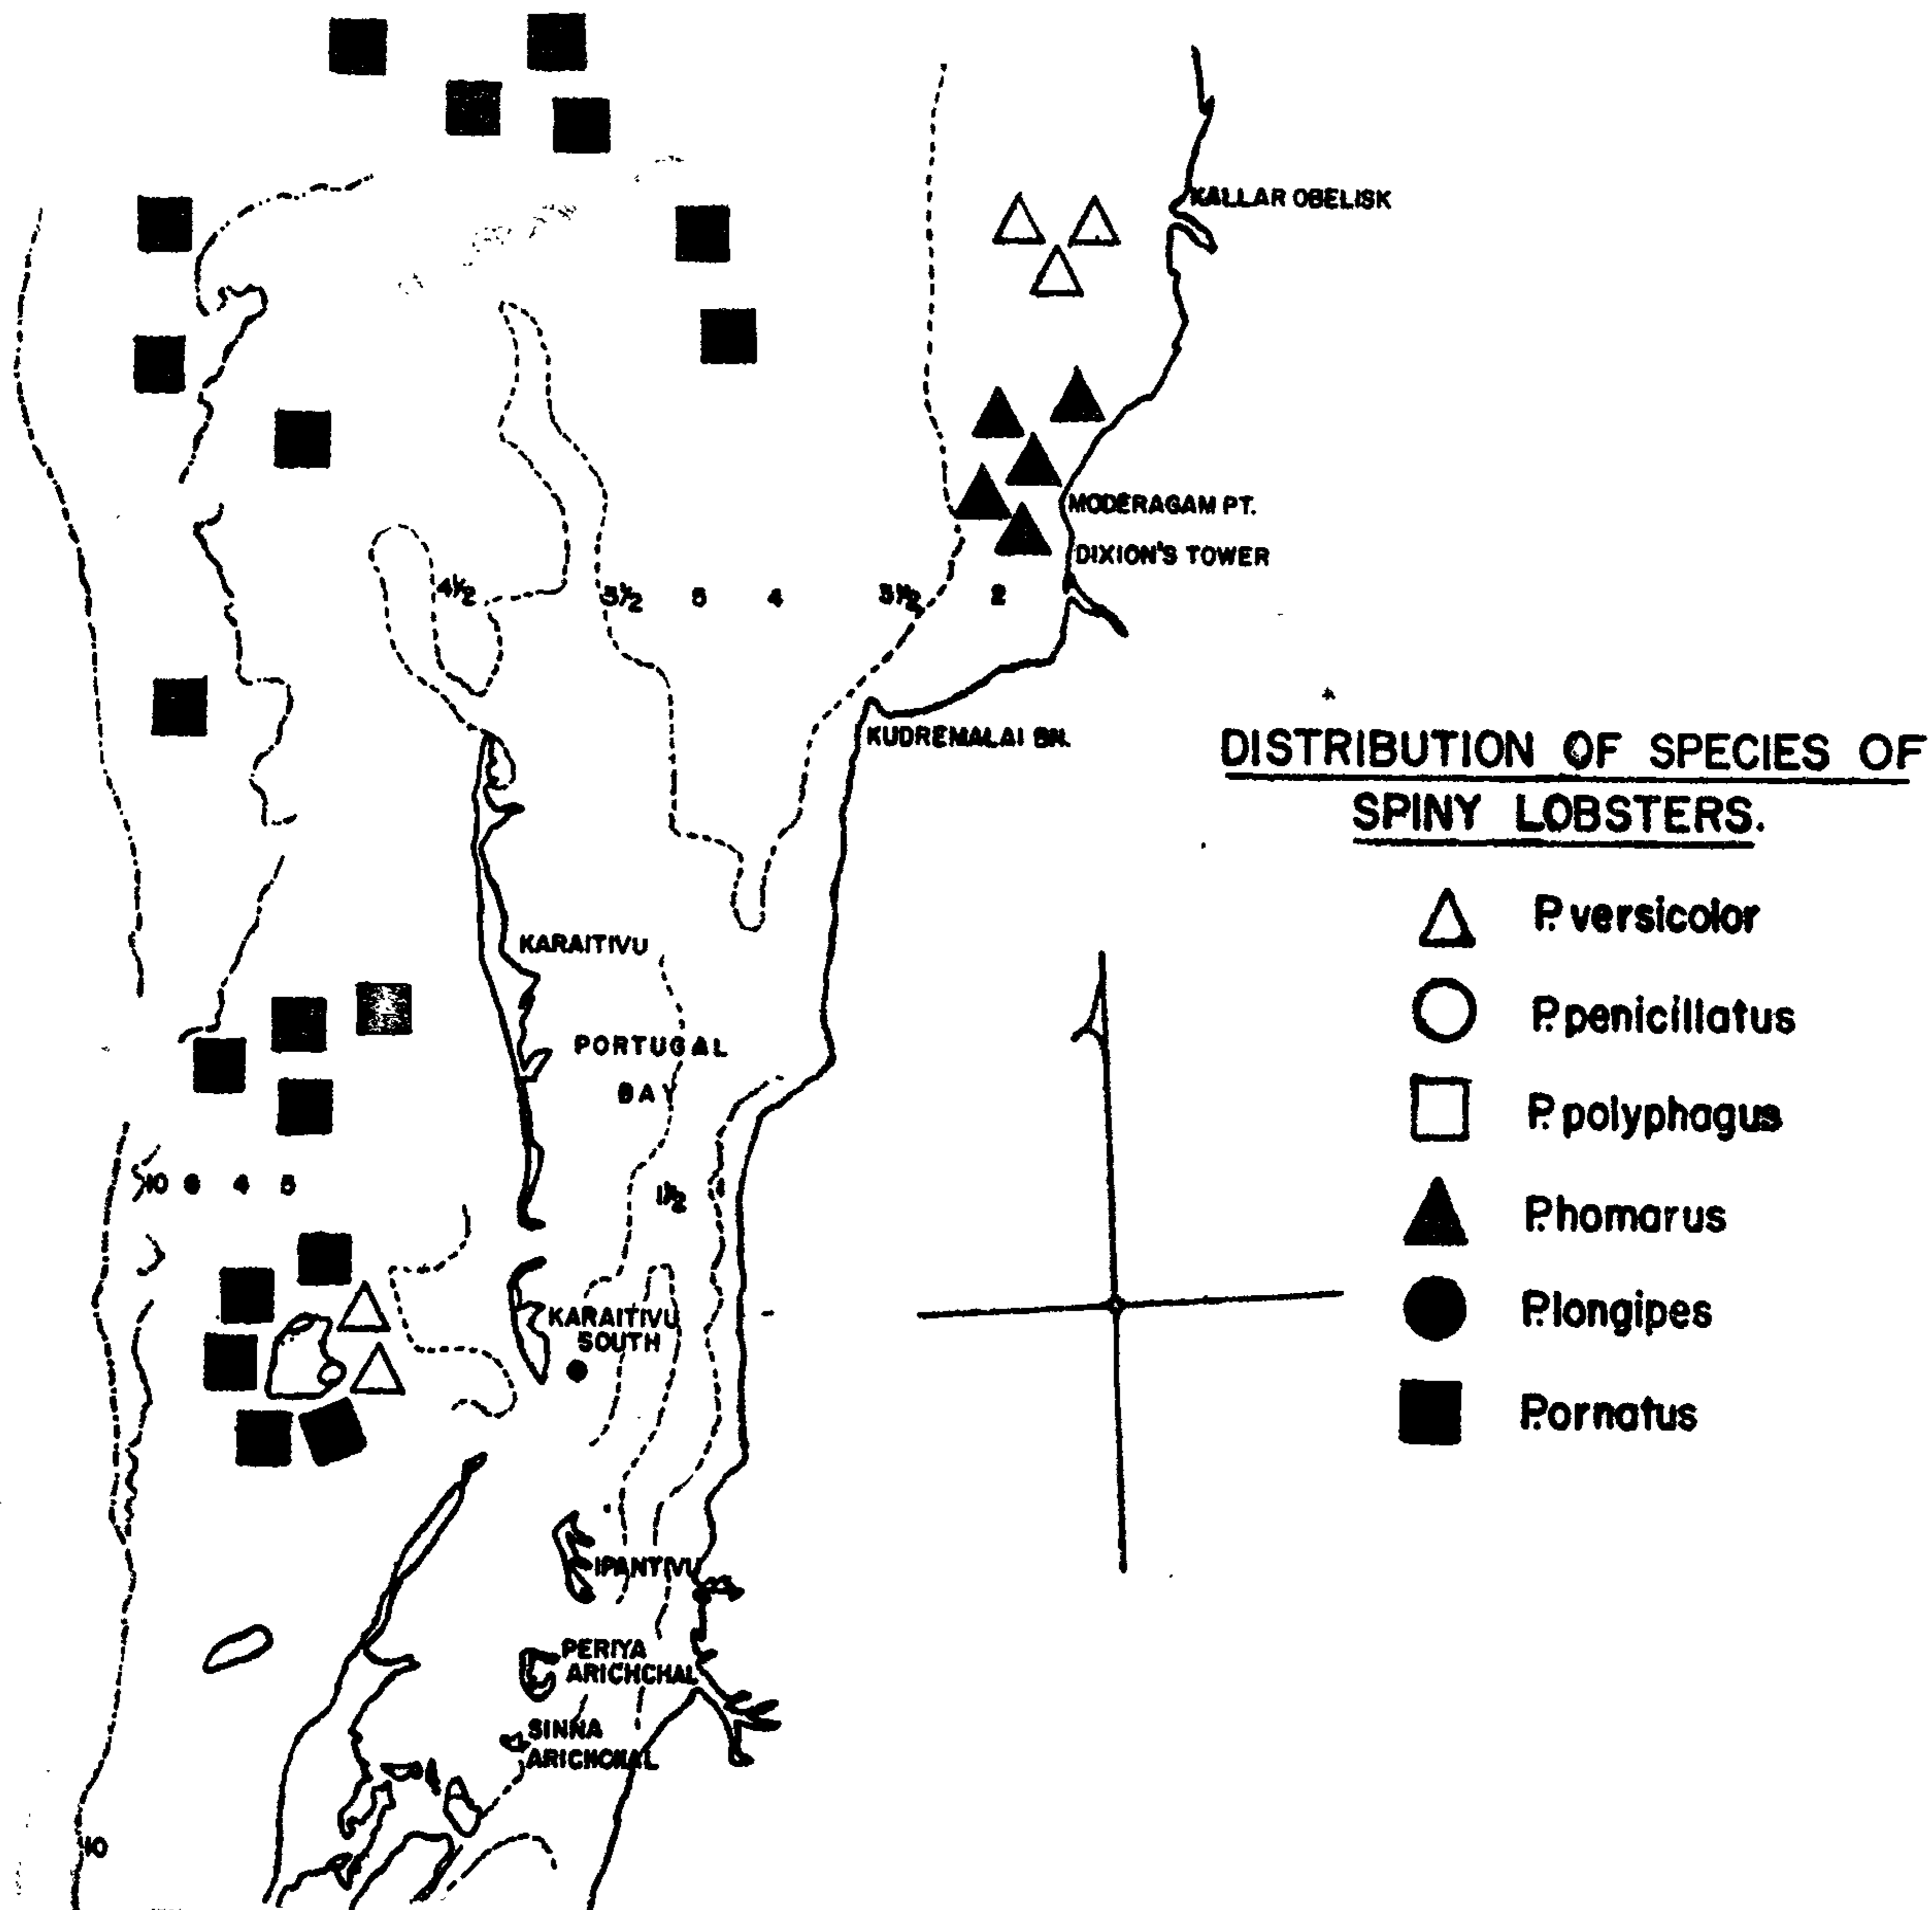 KALLAR OBELISK
MODERAGAM PT.
DIXION'S TOWER
4½
5½
5
4
3½
2
KUDREMALAI BN.
DISTRIBUTION OF SPECIES OF
SPINY LOBSTERS.
P. versicolor
P. penicillatus
P. polyphagus
P. homarus
P. longipes
P. ornatus
KARAITIVU
PORTUGAL
BAY
10 6 4 5
1½
KARAITIVU
SOUTH
IPANTIVU
PERIYA
ARICHCHAL
SINNA
ARICHCHAL
10